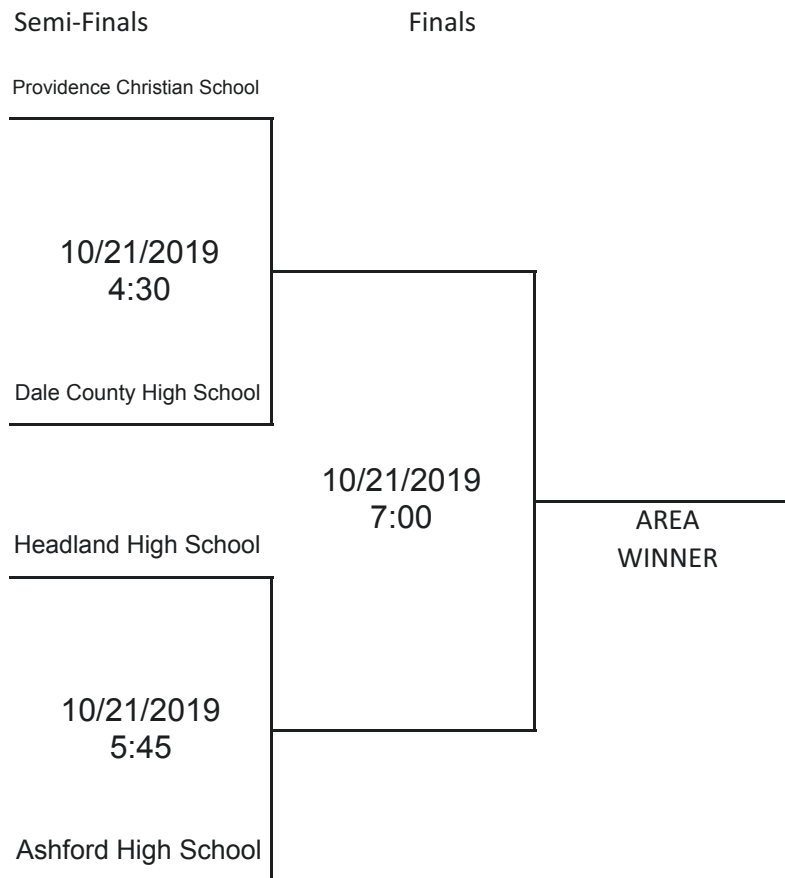 Semi-Finals
Finals
Providence Christian School
10/21/2019
4:30
Dale County High School
10/21/2019
7:00
AREA
WINNER
Headland High School
10/21/2019
5:45
Ashford High School